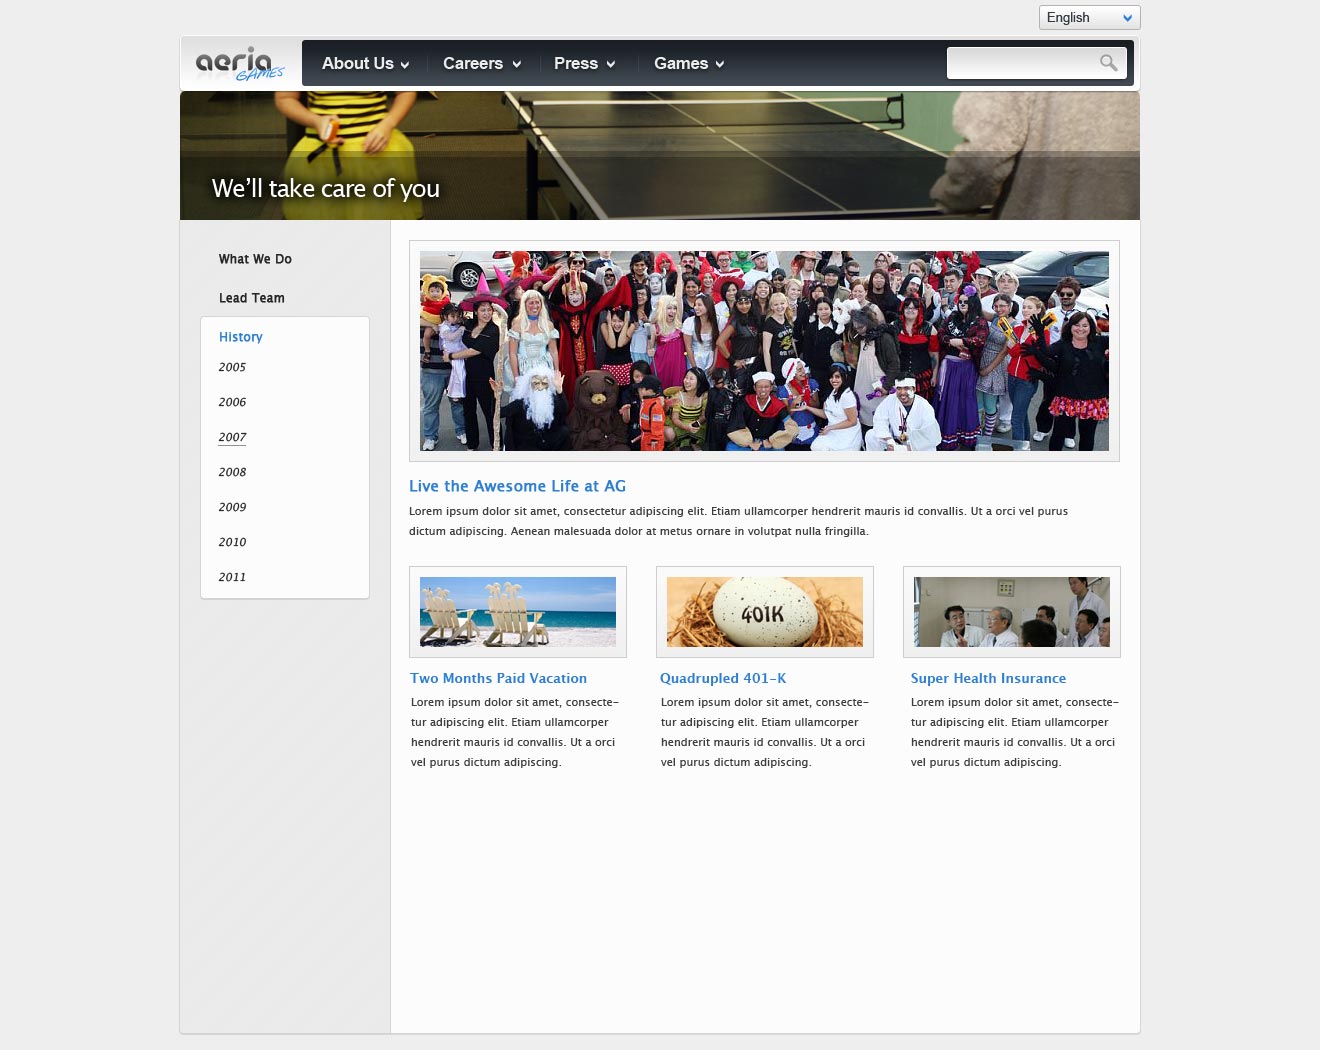 English
aeria
GAMES
About Us
Careers
Press
Games
We'll take care of you
What We Do
Lead Team
History
2005
2006
2007
2008
2009
2010
2011
Live the Awesome Life at AG
Lorem ipsum dolor sit amet, consectetur adipiscing elit. Etiam ullamcorper hendrerit mauris id convallis. Ut a orci vel purus
dictum adipiscing. Aenean malesuada dolor at metus ornare in volutpat nulla fringilla.
401K
Two Months Paid Vacation
Lorem ipsum dolor sit amet, consecte-
tur adipiscing elit. Etiam ullamcorper
hendrerit mauris id convallis. Ut a orci
vel purus dictum adipiscing.
Quadrupled 401-K
Lorem ipsum dolor sit amet, consecte-
tur adipiscing elit. Etiam ullamcorper
hendrerit mauris id convallis. Ut a orci
vel purus dictum adipiscing.
Super Health Insurance
Lorem ipsum dolor sit amet, consecte-
tur adipiscing elit. Etiam ullamcorper
hendrerit mauris id convallis. Ut a orci
vel purus dictum adipiscing.